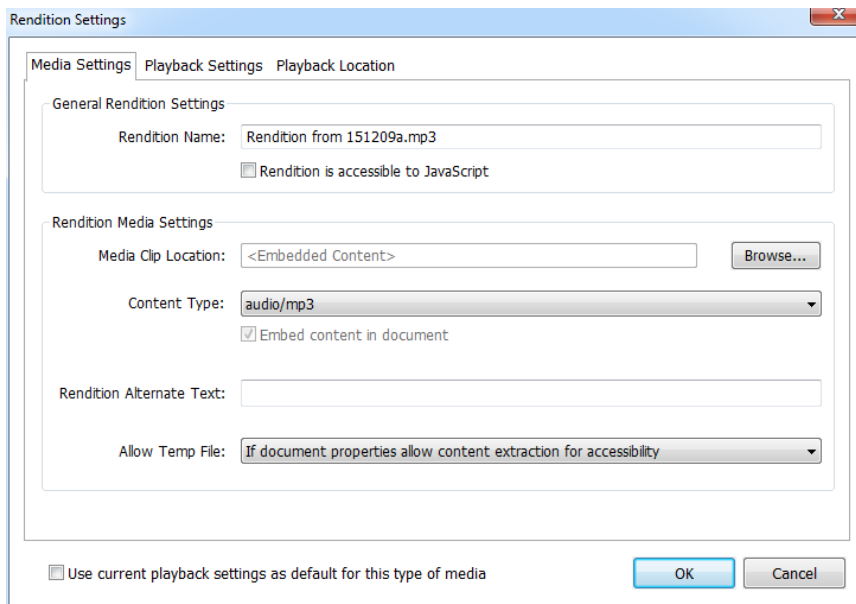 Rendition Settings
Media Settings Playback Settings Playback Location
General Rendition Settings
Rendition Name: Rendition from 151209a.mp3
Rendition is accessible to JavaScript
Rendition Media Settings
Media Clip Location: <Embedded Content> Browse...
Content Type: audio/mp3
Embed content in document
Rendition Alternate Text:
Allow Temp File: If document properties allow content extraction for accessibility
Use current playback settings as default for this type of media OK Cancel